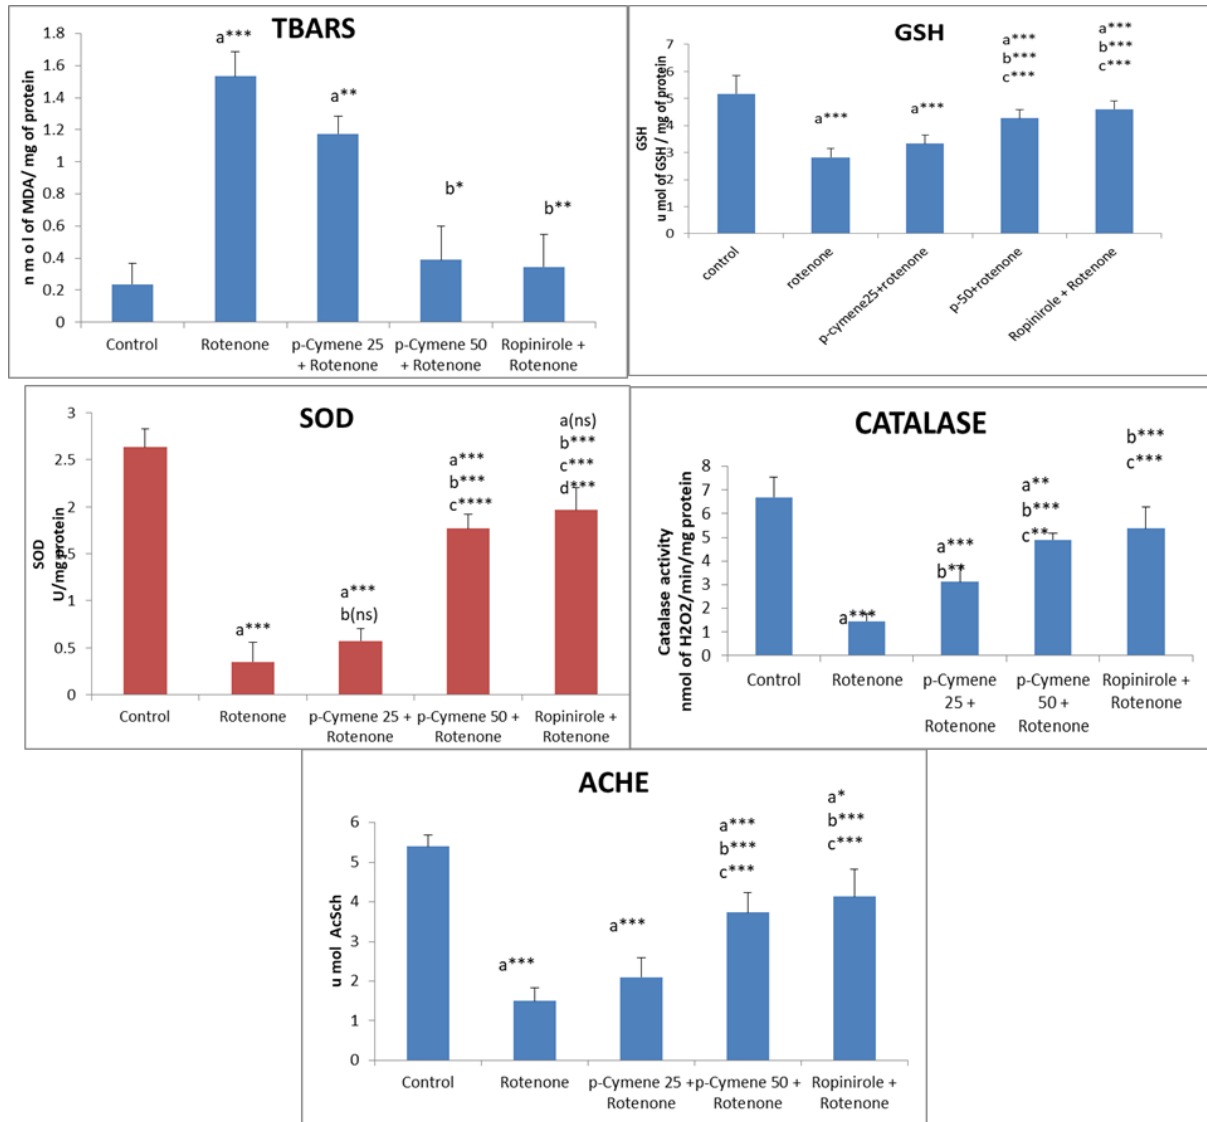 TBARS
n m o l of MDA/ mg of protein
1.8
1.6
1.4
1.2
1
0.8
0.6
0.4
0.2
0
a***
a**
b*
b**
Control
Rotenone
p-Cymene 25
+ Rotenone
p-Cymene 50
+ Rotenone
Ropinirole +
Rotenone
GSH
GSH
u mol of GSH / mg of protein
7
6
5
4
3
2
1
0
a***
a***
a***
b***
c***
a***
b***
c***
control
rotenone
p-cymene25+rotenone
p-50+rotenone
Ropinirole + Rotenone
SOD
SOD
U/mg protein
3
2.5
2
1.5
1
0.5
0
a***
a***
b(ns)
a***
b***
c****
a(ns)
b***
c***
d***
Control
Rotenone
p-Cymene 25 +
Rotenone
p-Cymene 50 +
Rotenone
Ropinirole +
Rotenone
CATALASE
Catalase activity
nmol of H2O2/min/mg protein
8
7
6
5
4
3
2
1
0
a***
a***
b**
a**
b***
c**
b***
c***
Control
Rotenone
p-Cymene
25 +
Rotenone
p-Cymene
50 +
Rotenone
Ropinirole +
Rotenone
ACHE
u mol AcSch
6
5
4
3
2
1
0
a***
a***
a***
b***
c***
a*
b***
c***
Control
Rotenone
p-Cymene 25 +
Rotenone
p-Cymene 50 +
Rotenone
Ropinirole +
Rotenone